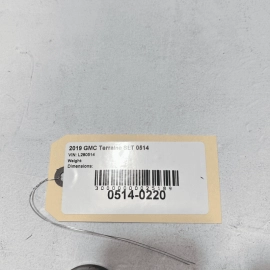 2019 GMC Terrain SLT 0514
VIN: L280514
Weight:
Dimensions:
0514-0220